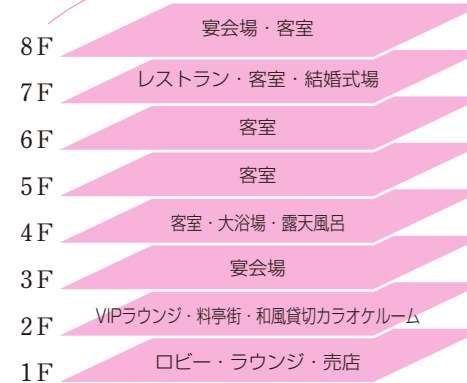 8F 宴会場・客室
7F レストラン・客室・結婚式場
6F 客室
5F 客室
4F 客室・大浴場・露天風呂
3F 宴会場
2F VIPラウンジ・料亭街・和風貸切カラオケルーム
1F ロビー・ラウンジ・売店